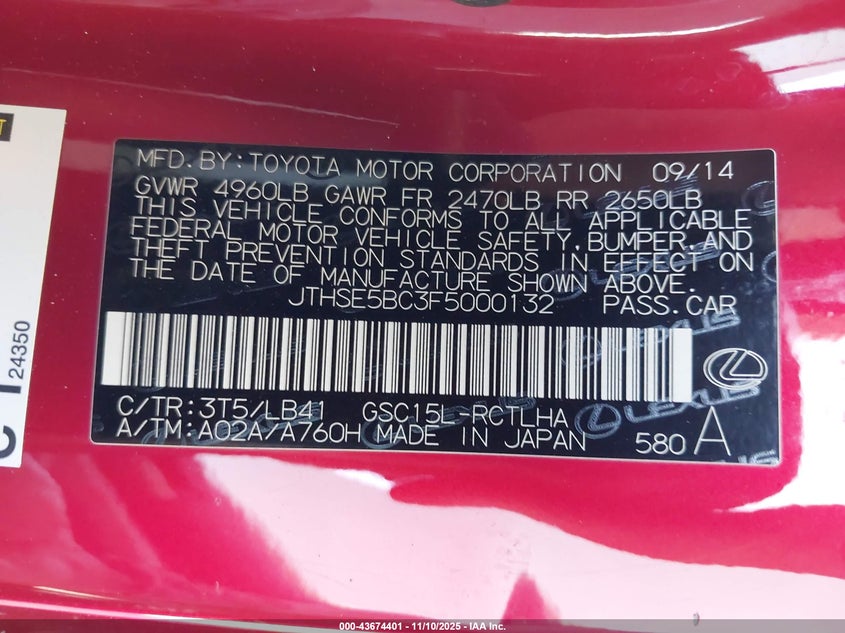 MFD.BY:TOYOTA MOTOR CORPORATION 09/14
GVWR 4960LB GAWR FR 2470LB RR 2650LB
THIS VEHICLE CONFORMS TO ALL APPLICABLE
FEDERAL MOTOR VEHICLE SAFETY,BUMPER,AND
THEFT PREVENTION STANDARDS IN EFFECT ON
THE DATE OF MANUFACTURE SHOWN ABOVE.
JTHSE5BC3F5000132 PASS.CAR
C/TR:3T5/LB41 GSC15L-RCTLHA
A/TM:A02A/A760H MADE IN JAPAN 580A
LEXUS
24350
000-43674401 - 11/10/2025 - IAA Inc.